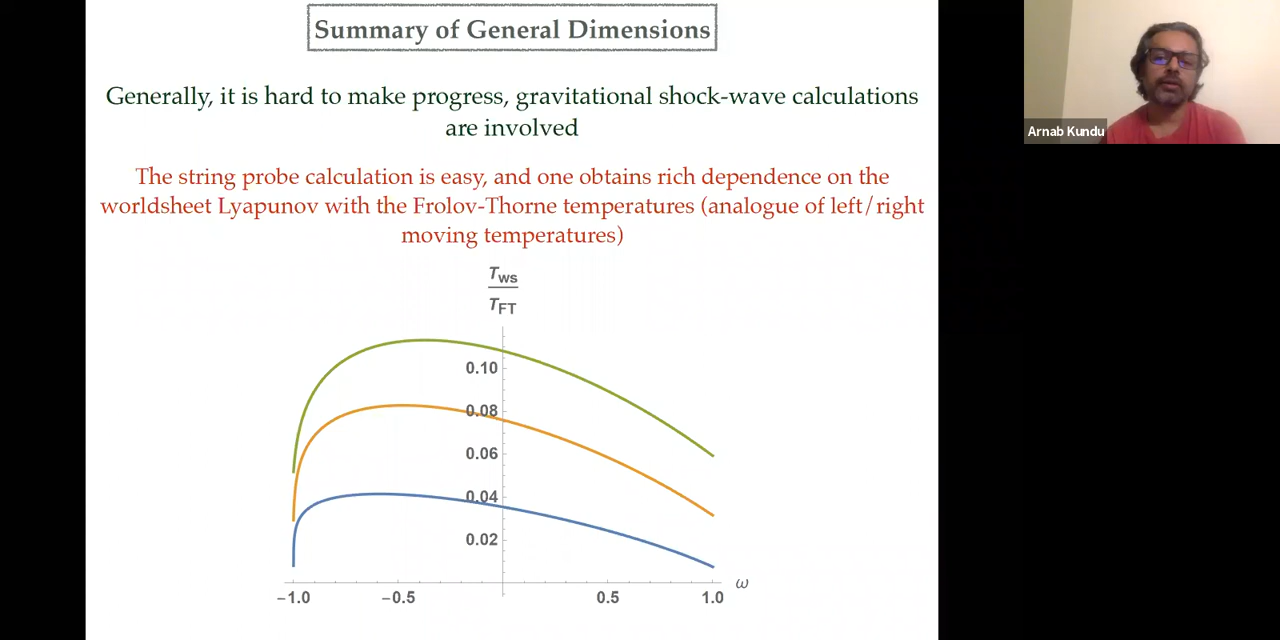 Summary of General Dimensions
Generally, it is hard to make progress, gravitational shock-wave calculations
are involved
The string probe calculation is easy, and one obtains rich dependence on the
worldsheet Lyapunov with the Frolov-Thorne temperatures (analogue of left/right
moving temperatures)
T_ws
T_FT
0.10
0.08
0.06
0.04
0.02
−1.0 −0.5 0.5 1.0 ω
Arnab Kundu